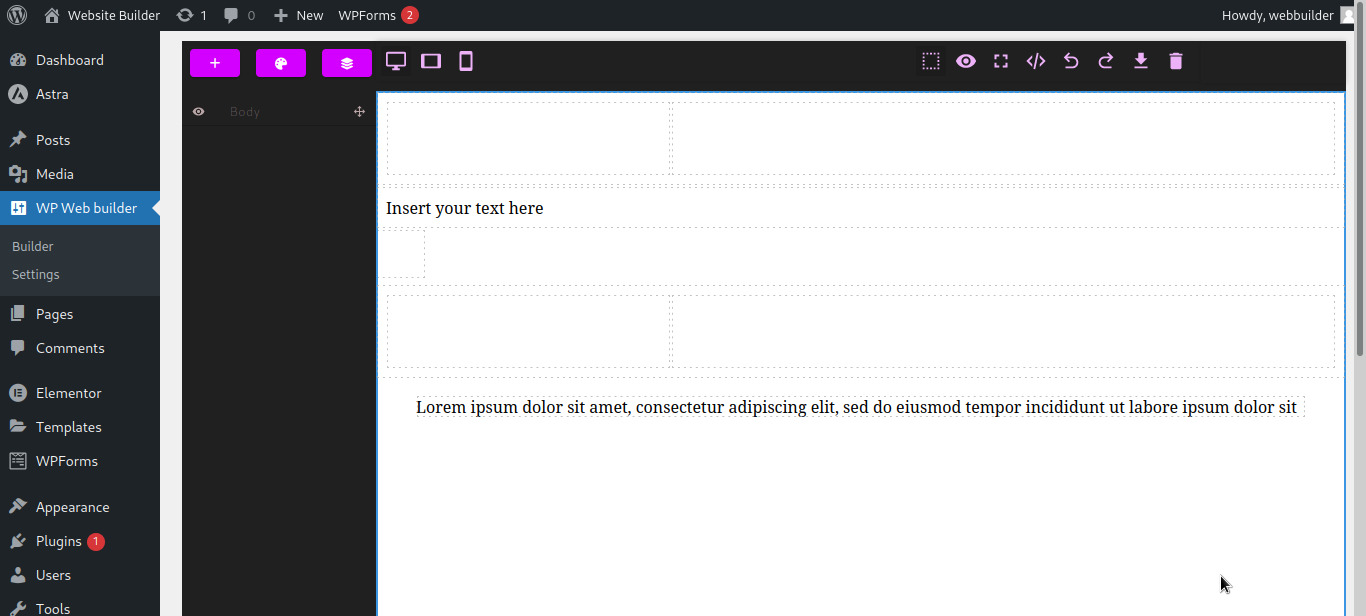 Website Builder 1 0 New WPForms 2 Howdy, webbuilder
Dashboard
Astra
Posts
Media
WP Web builder
Builder
Settings
Pages
Comments
Elementor
Templates
WPForms
Appearance
Plugins 1
Users
Tools
Body
Insert your text here
Lorem ipsum dolor sit amet, consectetur adipiscing elit, sed do eiusmod tempor incididunt ut labore ipsum dolor sit